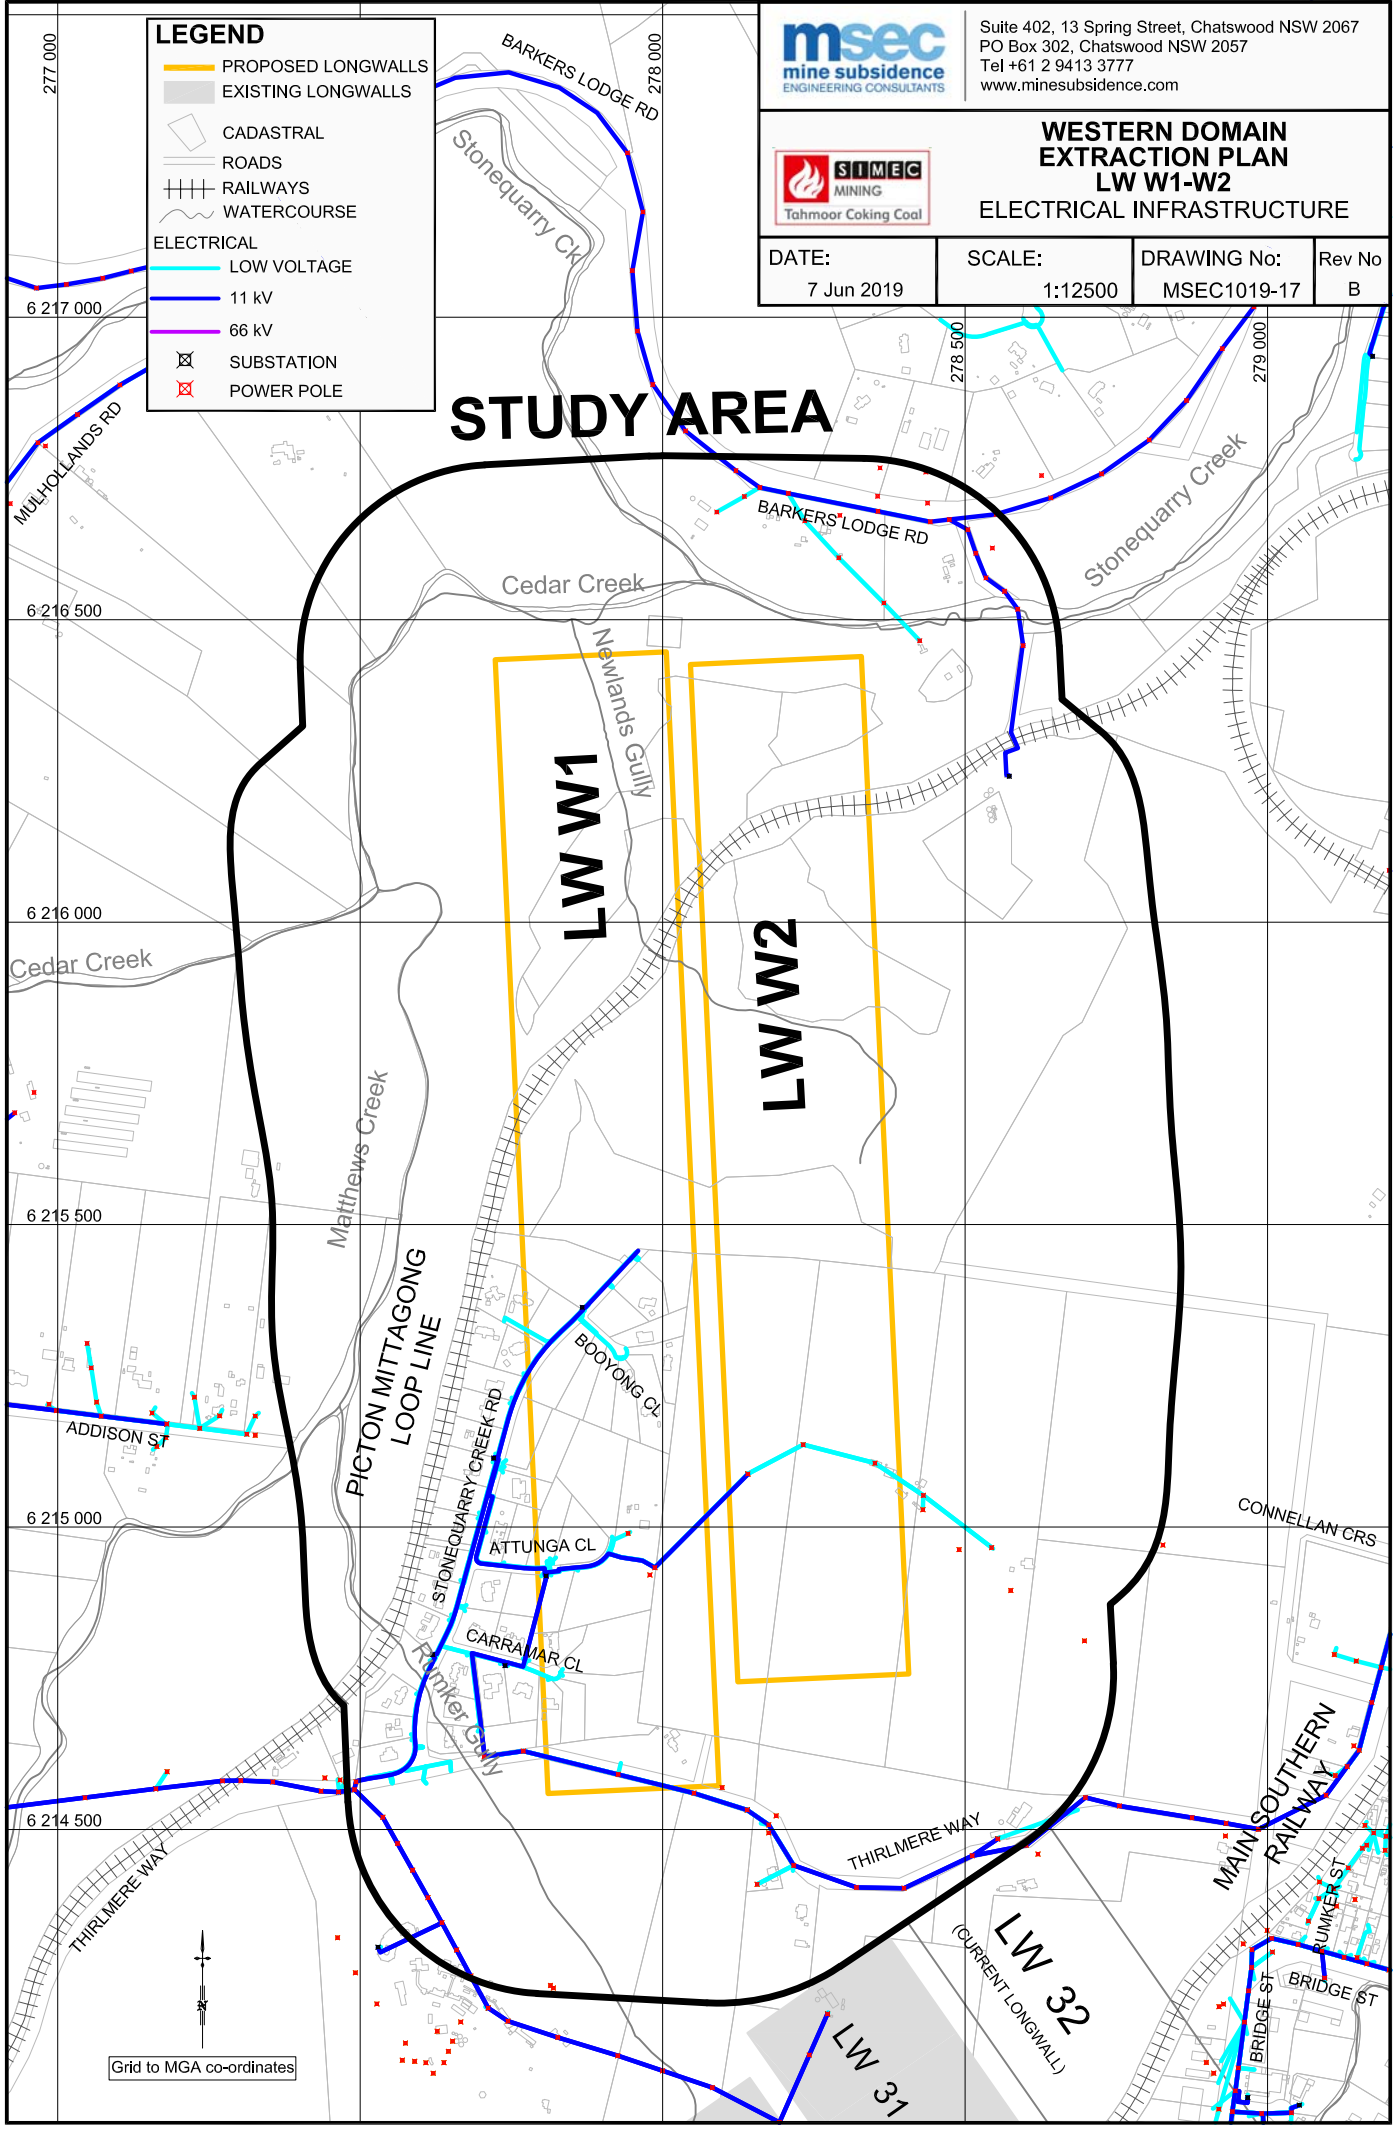 LEGEND
PROPOSED LONGWALLS
EXISTING LONGWALLS
CADASTRAL
ROADS
RAILWAYS
WATERCOURSE
ELECTRICAL
LOW VOLTAGE
11 kV
66 kV
SUBSTATION
POWER POLE
msec
mine subsidence
ENGINEERING CONSULTANTS
Suite 402, 13 Spring Street, Chatswood NSW 2067
PO Box 302, Chatswood NSW 2057
Tel +61 2 9413 3777
www.minesubsidence.com
SIMEC
MINING
Tahmoor Coking Coal
WESTERN DOMAIN
EXTRACTION PLAN
LW W1-W2
ELECTRICAL INFRASTRUCTURE
DATE:
7 Jun 2019
SCALE:
1:12500
DRAWING No:
MSEC1019-17
Rev No
B
277 000
278 000
278 500
279 000
6 217 000
6 216 500
6 216 000
6 215 500
6 215 000
6 214 500
BARKERS LODGE RD
Stonequarry Ck
MULHOLLANDS RD
STUDY AREA
BARKERS LODGE RD
Stonequarry Creek
Cedar Creek
Newlands Gully
LW W1
LW W2
Cedar Creek
Matthews Creek
PICTON MITTAGONG
LOOP LINE
BOOYONG CL
STONEQUARRY CREEK RD
ADDISON ST
ATTUNGA CL
CARRAMAR CL
Rumker Gully
CONNELLAN CRS
THIRLMERE WAY
THIRLMERE WAY
MAIN SOUTHERN
RAILWAY
RUMKER ST
BRIDGE ST
BRIDGE ST
LW 32
(CURRENT LONGWALL)
LW 31
N
Grid to MGA co-ordinates